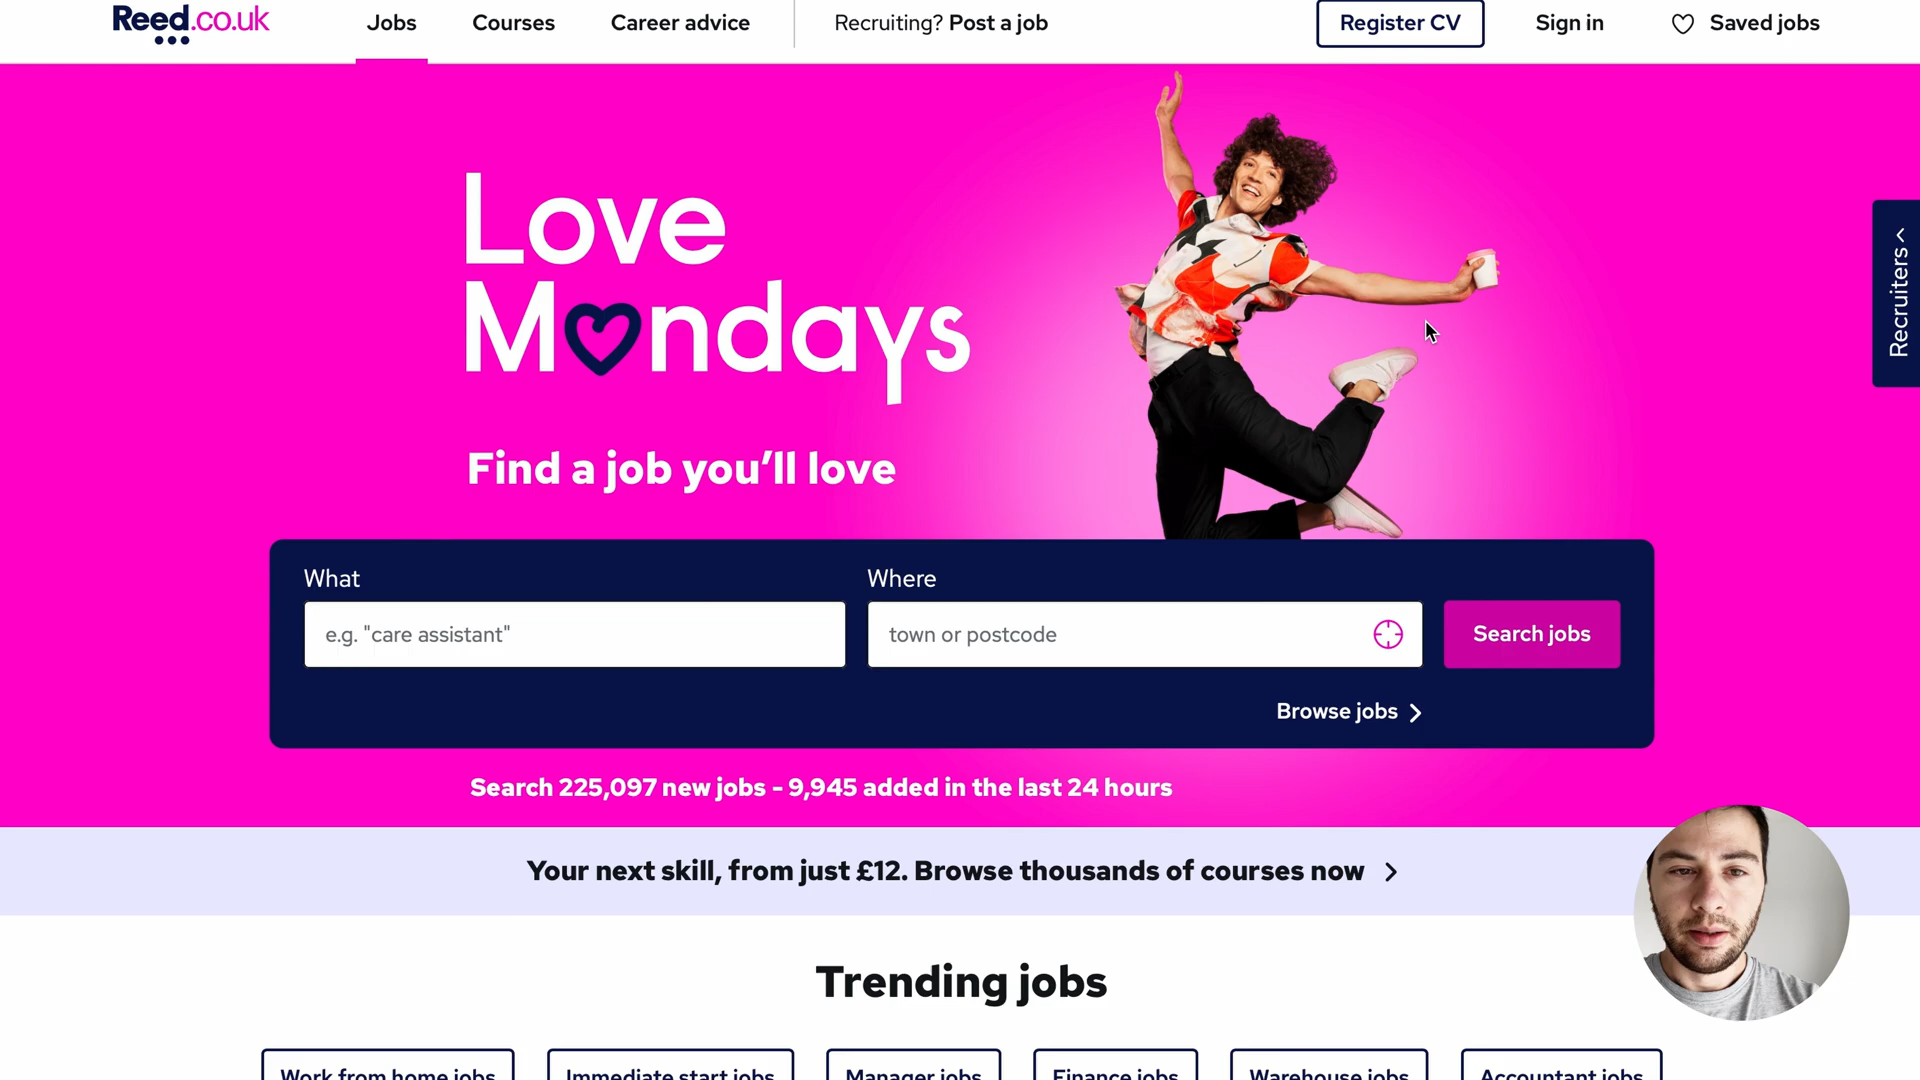 Reed.co.uk
Jobs
Courses
Career advice
Recruiting? Post a job
Register CV
Sign in
Saved jobs
Love
Mondays
Find a job you’ll love
Recruiters
What
Where
e.g. "care assistant"
town or postcode
Search jobs
Browse jobs
Search 225,097 new jobs - 9,945 added in the last 24 hours
Your next skill, from just £12. Browse thousands of courses now
Trending jobs
Work from home jobs
Immediate start jobs
Manager jobs
Finance jobs
Warehouse jobs
Accountant jobs